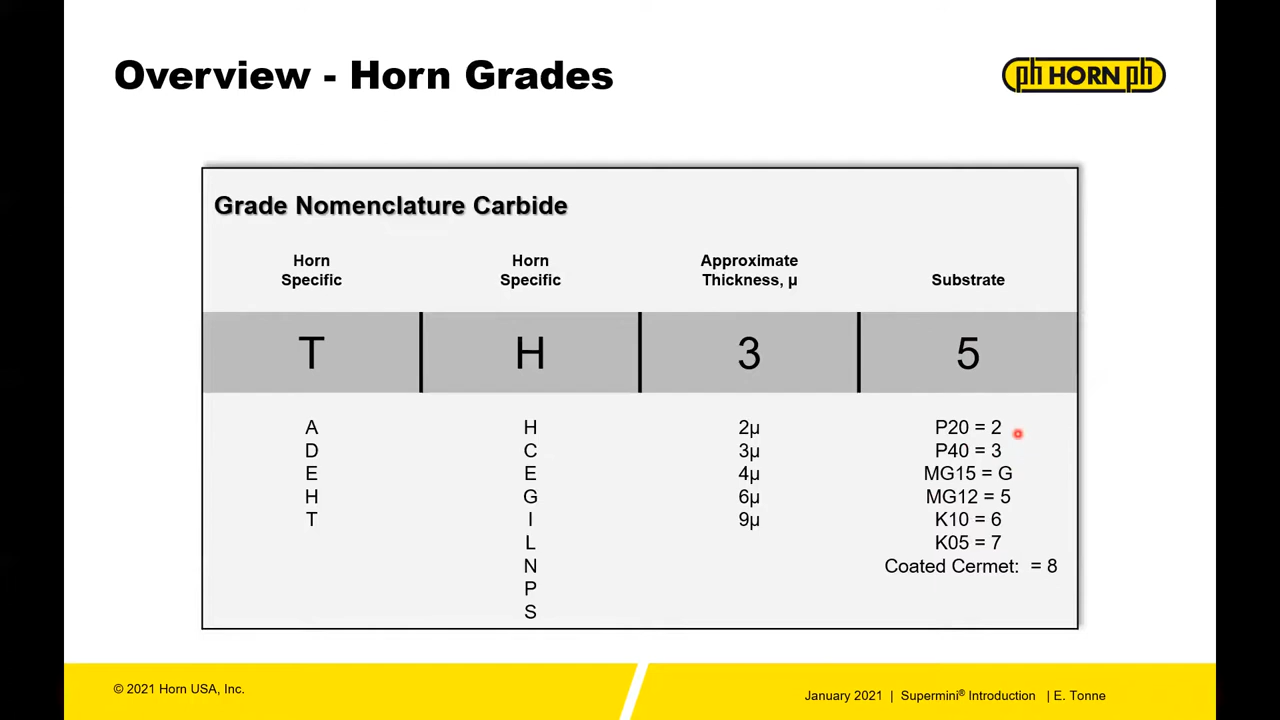 Overview - Horn Grades
ph HORN ph
Grade Nomenclature Carbide
Horn Specific
Horn Specific
Approximate Thickness, µ
Substrate
T H 3 5
A H 2µ P20 = 2
D C 3µ P40 = 3
E E 4µ MG15 = G
H G 6µ MG12 = 5
T I 9µ K10 = 6
L K05 = 7
N Coated Cermet: = 8
P
S
© 2021 Horn USA, Inc.
January 2021 | Supermini® Introduction | E. Tonne